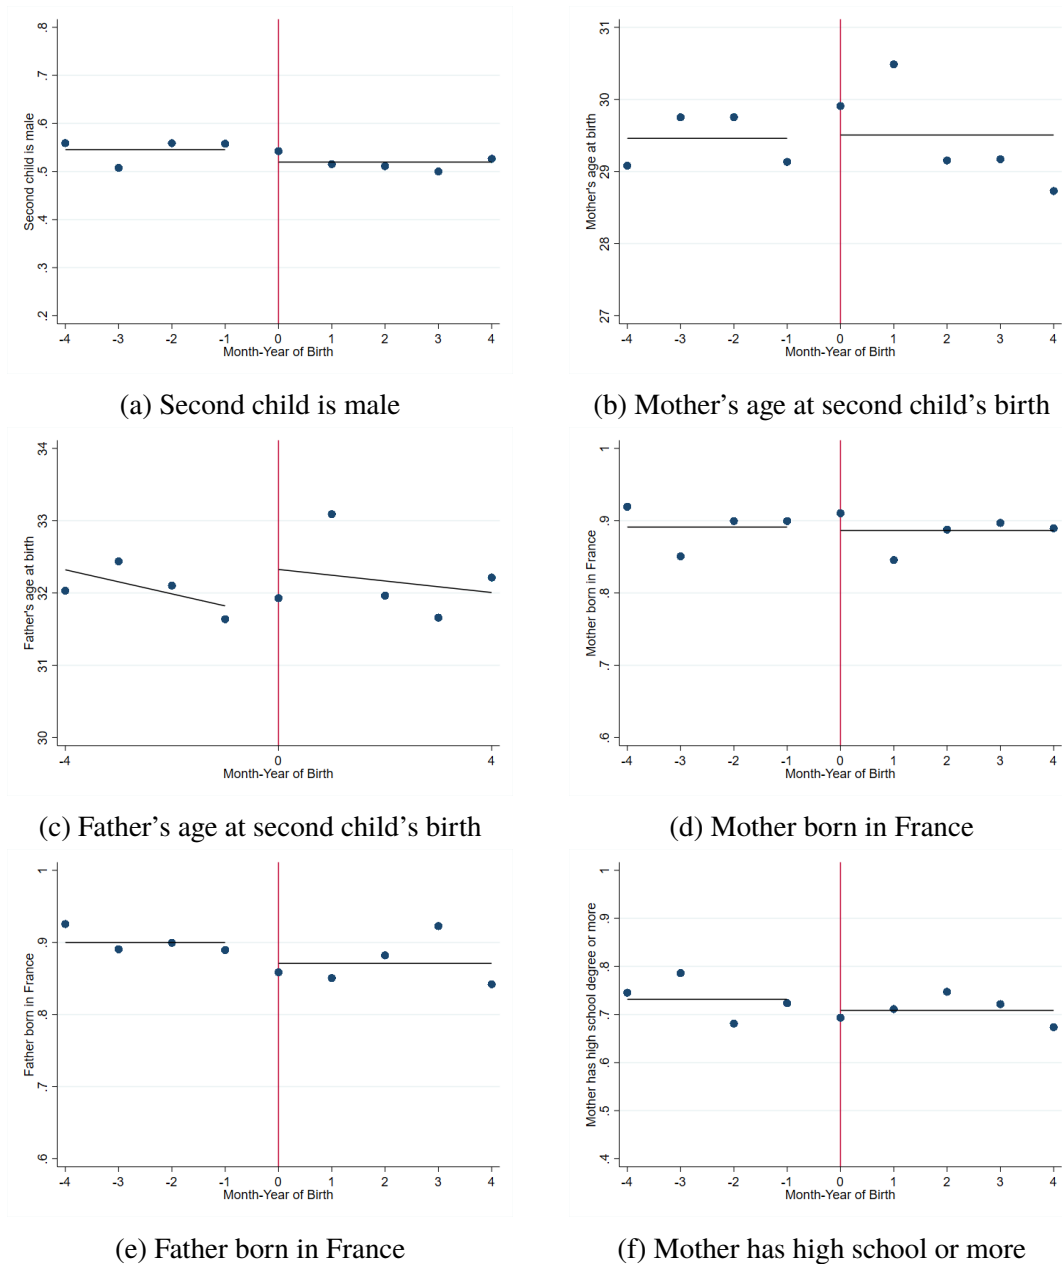 .8
.7
.6
.5
.4
.3
.2
Second child is male
-4 -3 -2 -1 0 1 2 3 4
Month-Year of Birth
(a) Second child is male
31
30
29
28
27
Mother's age at birth
-4 -3 -2 -1 0 1 2 3 4
Month-Year of Birth
(b) Mother's age at second child's birth
34
33
32
31
30
Father's age at birth
-4 0 4
Month-Year of Birth
(c) Father's age at second child's birth
1
.9
.8
.7
.6
Mother born in France
-4 -3 -2 -1 0 1 2 3 4
Month-Year of Birth
(d) Mother born in France
1
.9
.8
.7
.6
Father born in France
-4 -3 -2 -1 0 1 2 3 4
Month-Year of Birth
(e) Father born in France
1
.9
.8
.7
.6
.5
.4
Mother has high school degree or more
-4 -3 -2 -1 0 1 2 3 4
Month-Year of Birth
(f) Mother has high school or more